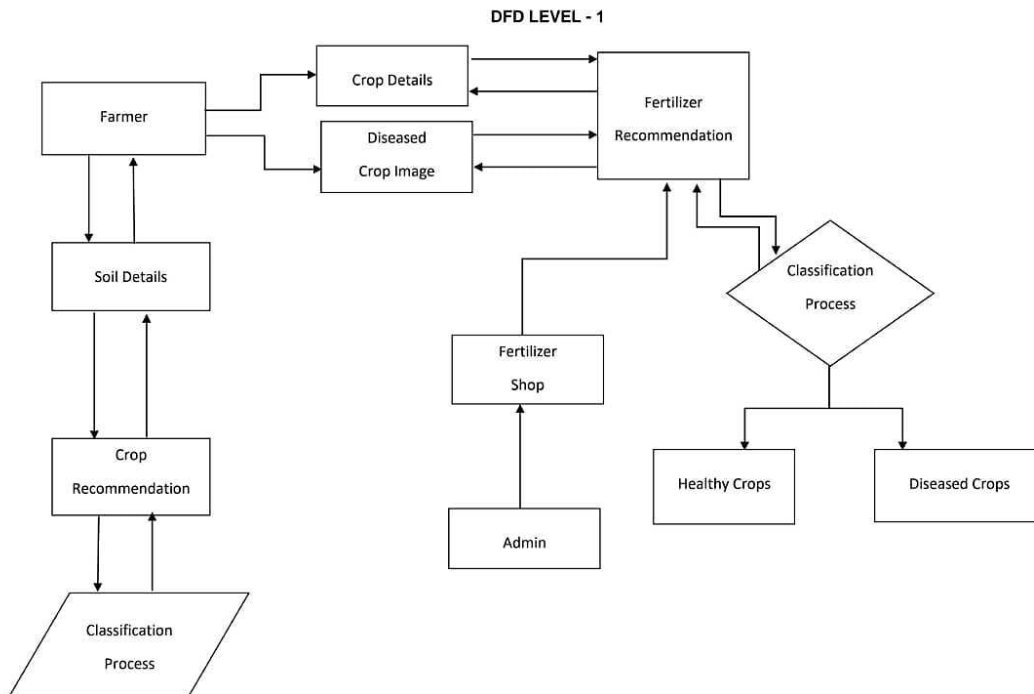 DFD LEVEL - 1
Crop Details
Fertilizer
Recommendation
Farmer
Diseased
Crop Image
Soil Details
Classification
Process
Fertilizer
Shop
Crop
Recommendation
Healthy Crops
Diseased Crops
Admin
Classification
Process